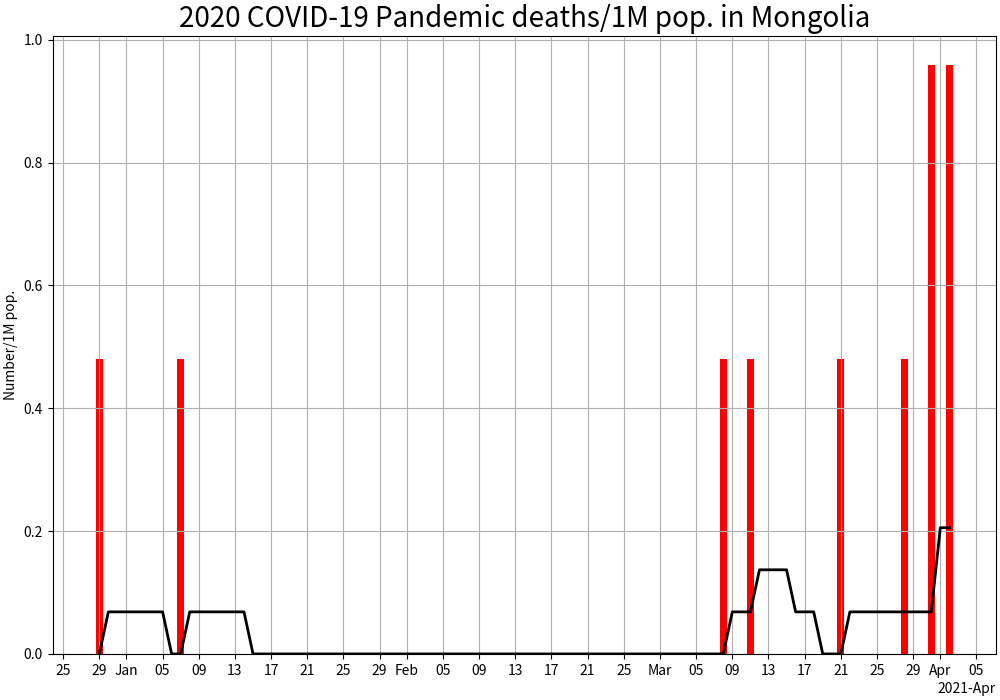 2020 COVID-19 Pandemic deaths/1M pop. in Mongolia
Number/1M pop.
1.0
0.8
0.6
0.4
0.2
0.0
25 29 Jan 05 09 13 17 21 25 29 Feb 05 09 13 17 21 25 Mar 05 09 13 17 21 25 29 Apr 05
2021-Apr